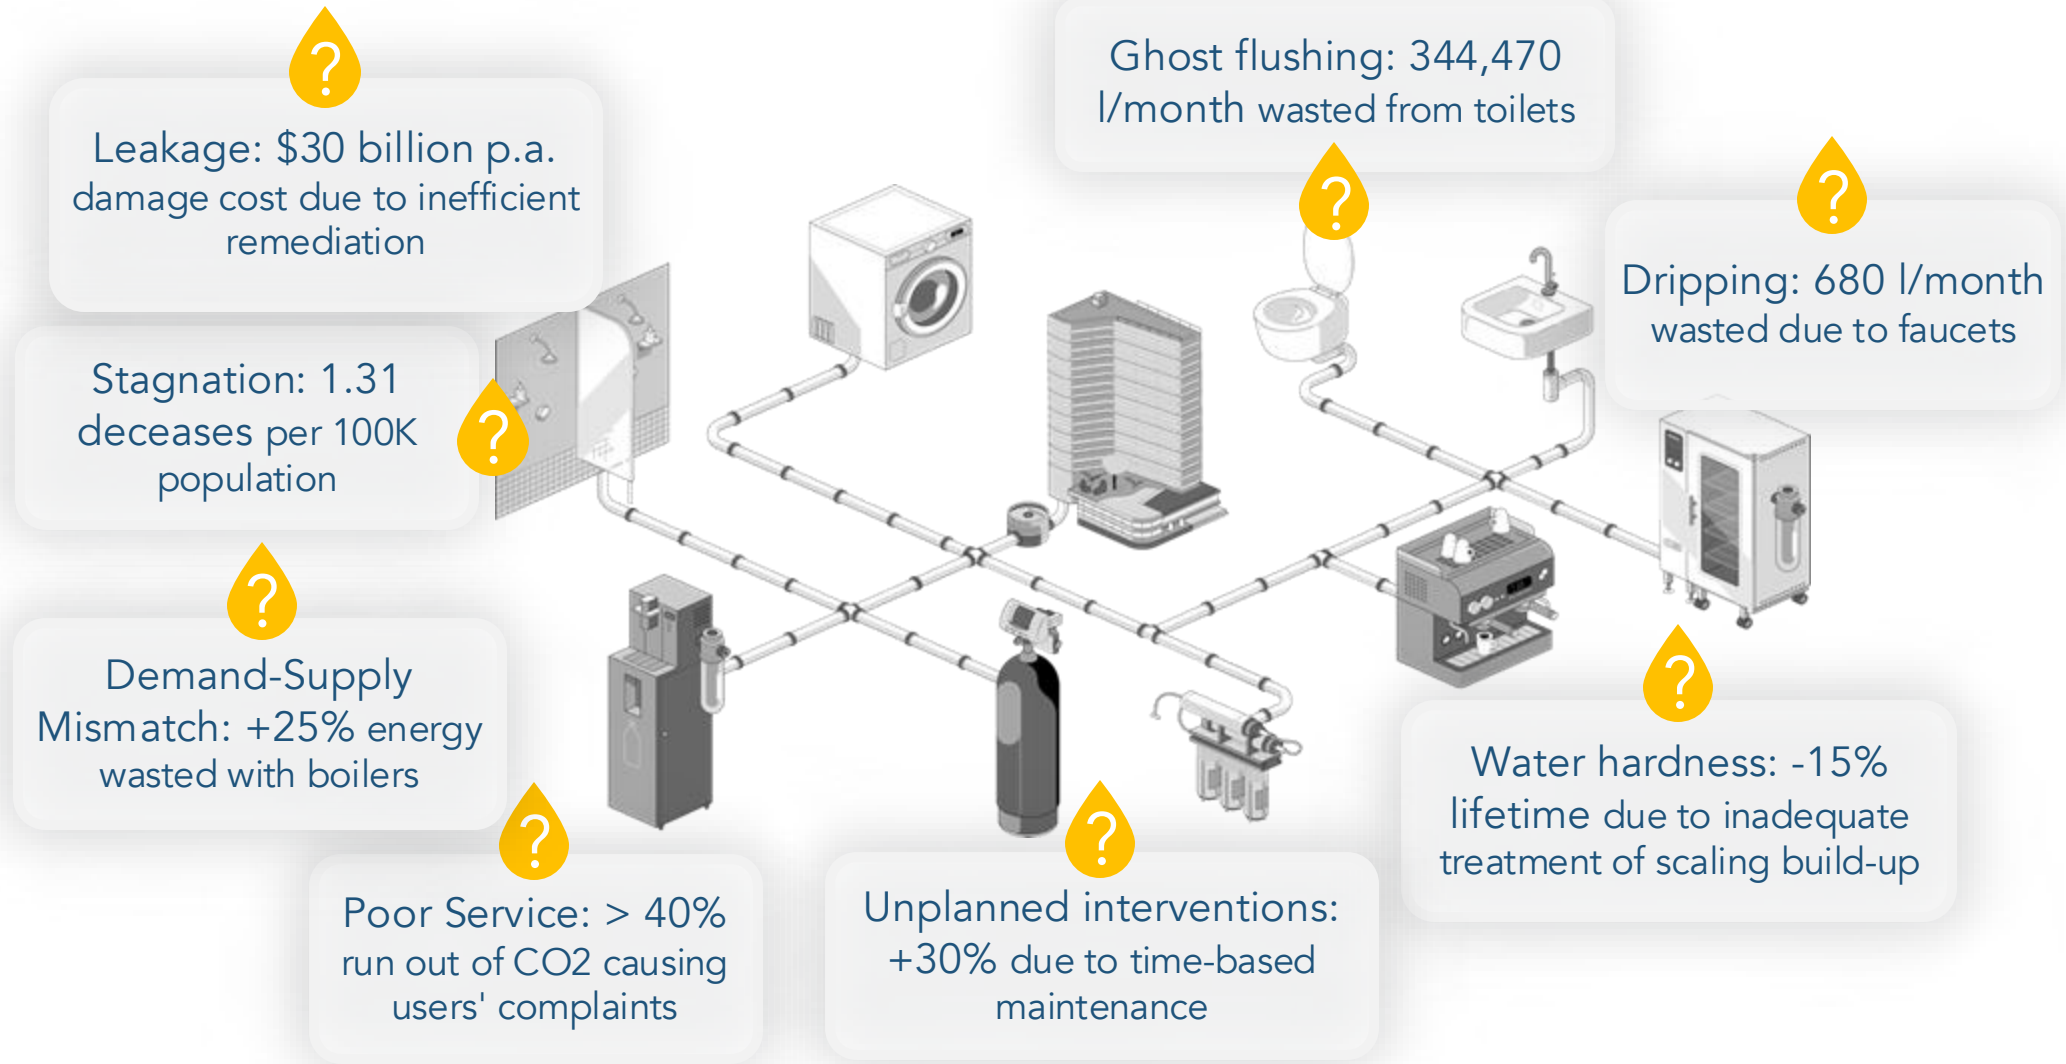 ?
Leakage: $30 billion p.a.
damage cost due to inefficient
remediation
Ghost flushing: 344,470
l/month wasted from toilets
?
?
Dripping: 680 l/month
wasted due to faucets
Stagnation: 1.31
deceases per 100K
population
?
?
Demand-Supply
Mismatch: +25% energy
wasted with boilers
?
Poor Service: > 40%
run out of CO2 causing
users' complaints
?
Unplanned interventions:
+30% due to time-based
maintenance
?
Water hardness: -15%
lifetime due to inadequate
treatment of scaling build-up